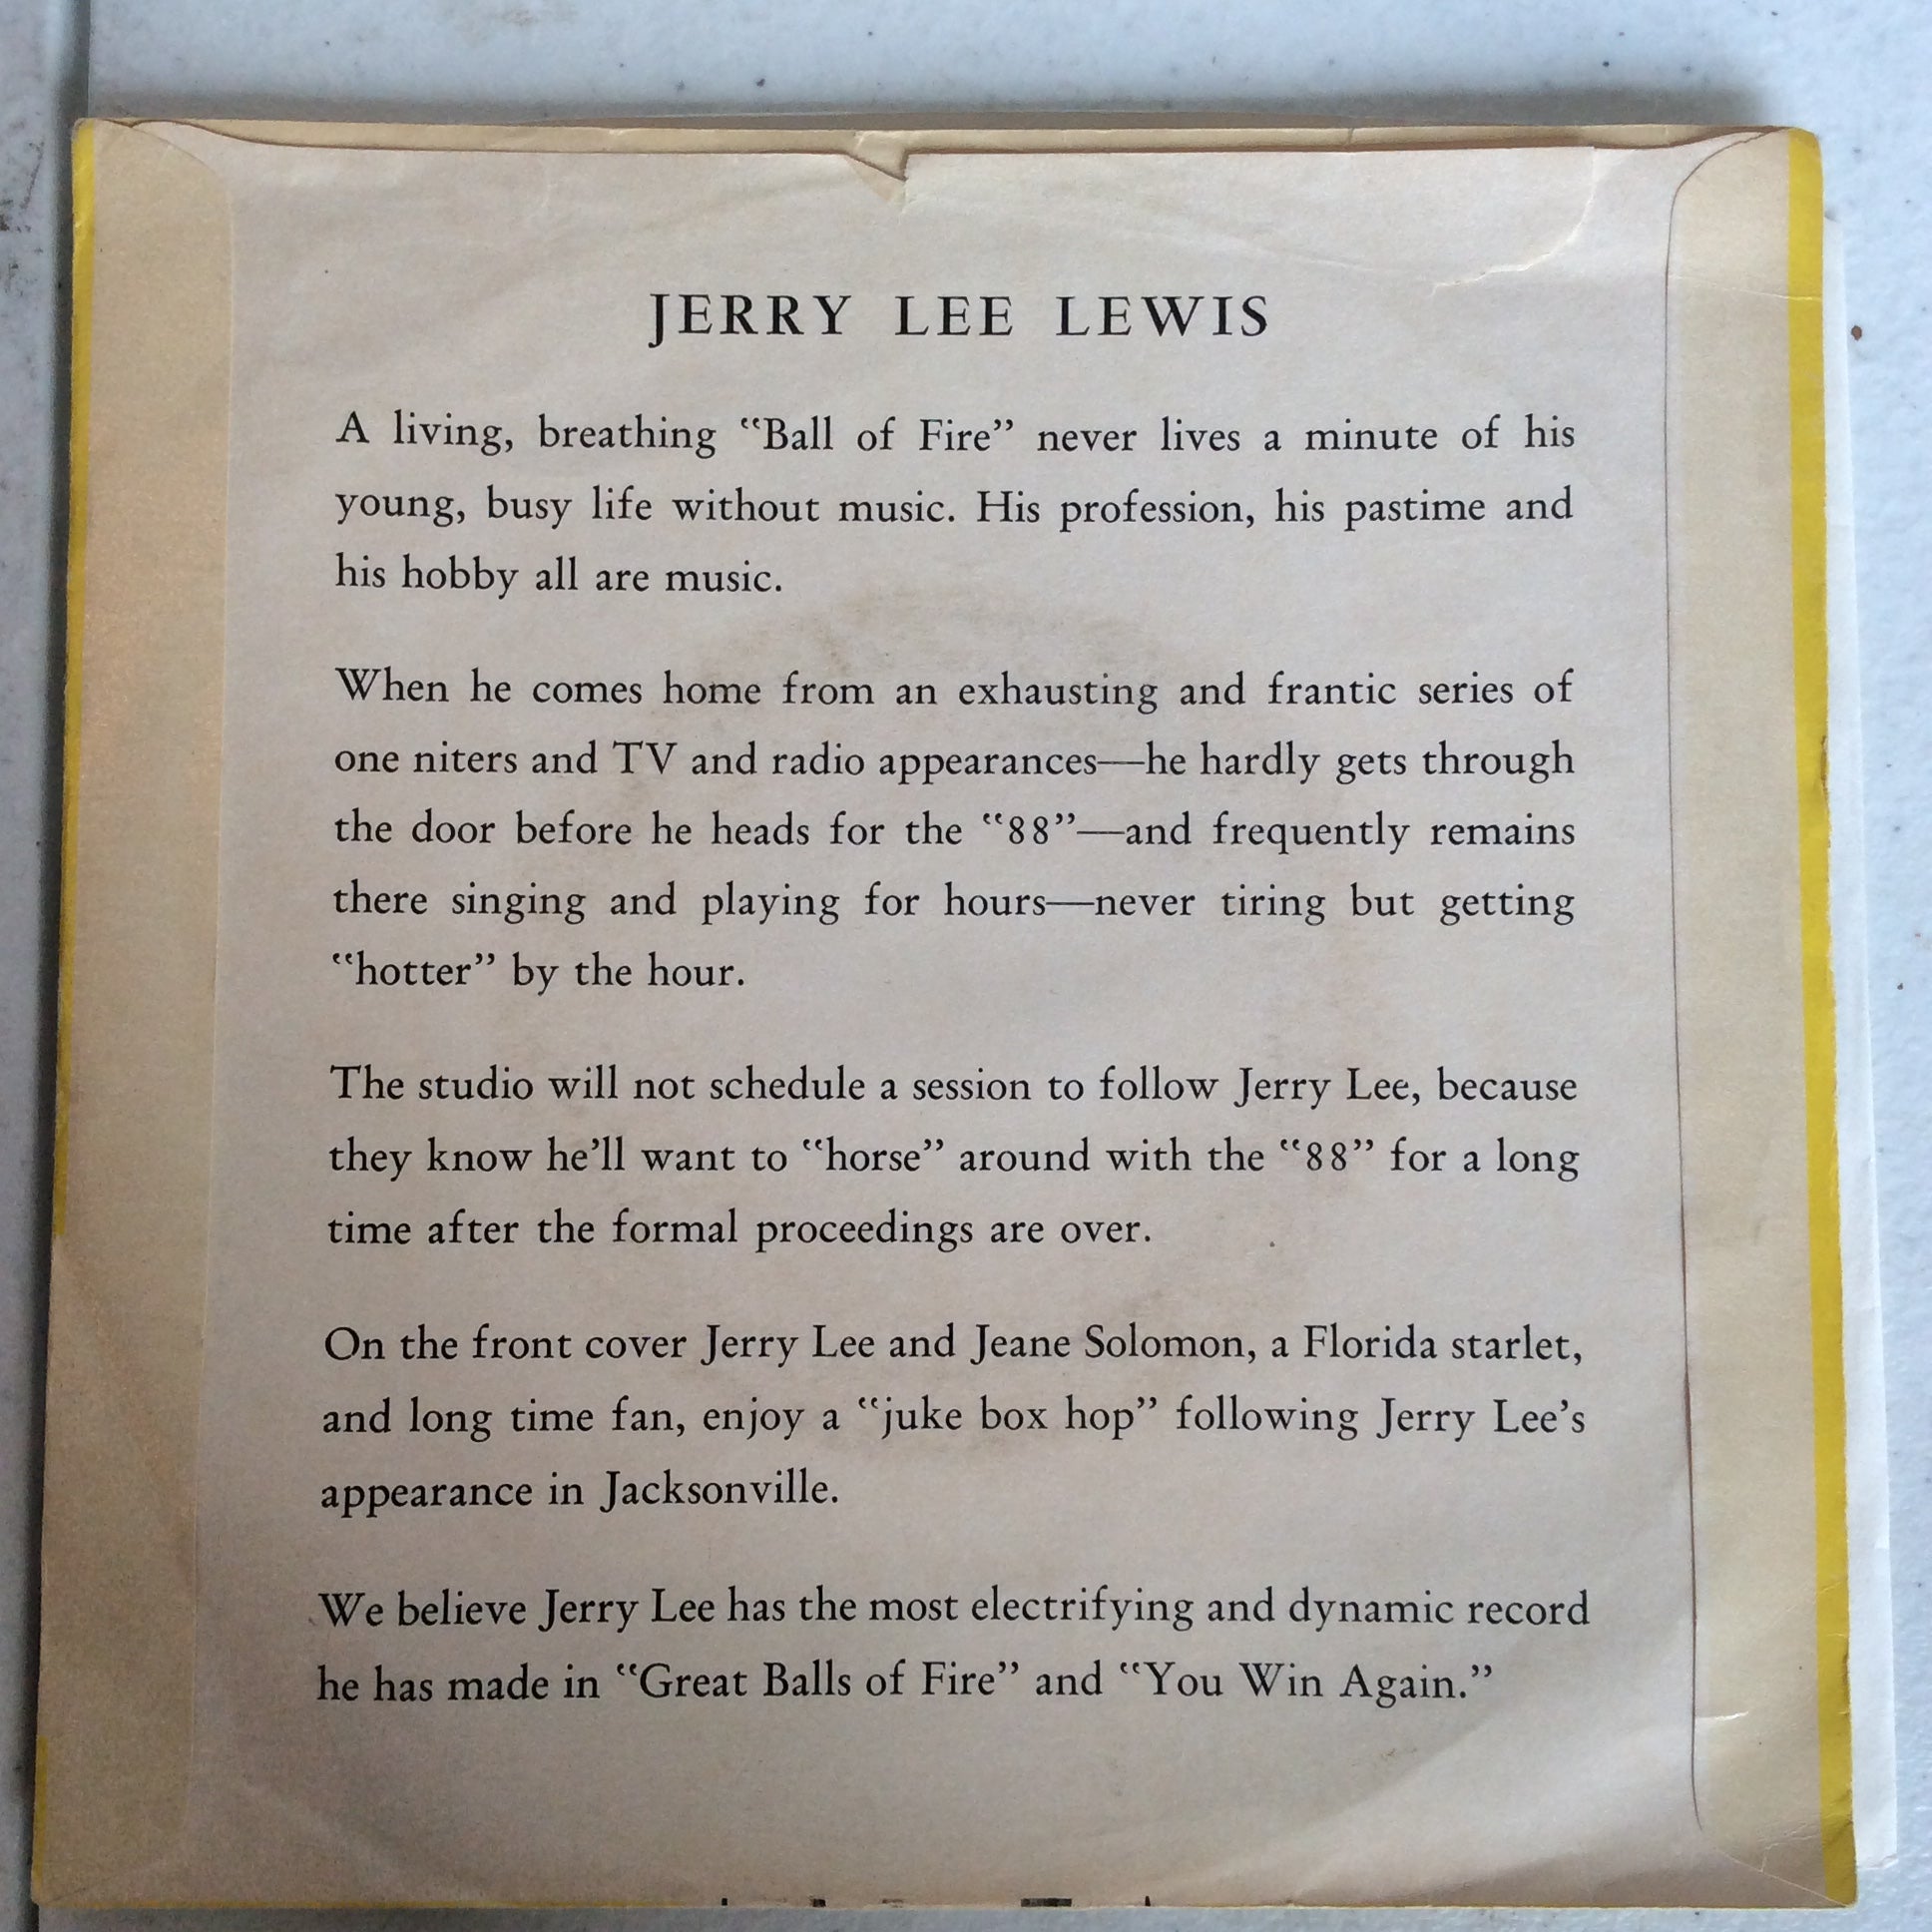 JERRY LEE LEWIS
A living, breathing "Ball of Fire" never lives a minute of his
young, busy life without music. His profession, his pastime and
his hobby all are music.
When he comes home from an exhausting and frantic series of
one niters and TV and radio appearances—he hardly gets through
the door before he heads for the "88"—and frequently remains
there singing and playing for hours—never tiring but getting
"hotter" by the hour.
The studio will not schedule a session to follow Jerry Lee, because
they know he'll want to "horse" around with the "88" for a long
time after the formal proceedings are over.
On the front cover Jerry Lee and Jeane Solomon, a Florida starlet,
and long time fan, enjoy a "juke box hop" following Jerry Lee's
appearance in Jacksonville.
We believe Jerry Lee has the most electrifying and dynamic record
he has made in "Great Balls of Fire" and "You Win Again."